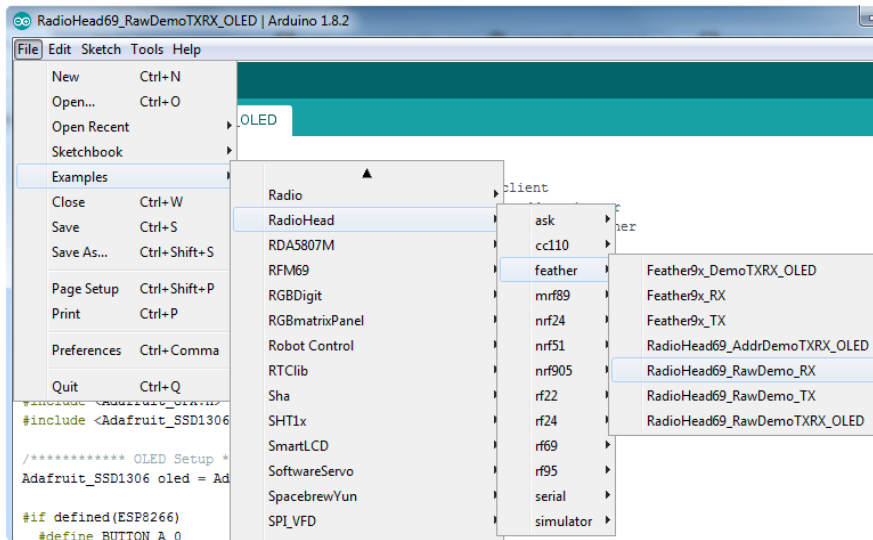 RadioHead69_RawDemoTXRX_OLED | Arduino 1.8.2
File Edit Sketch Tools Help
New Ctrl+N
Open... Ctrl+O
Open Recent
Sketchbook
Examples
Close Ctrl+W
Save Ctrl+S
Save As... Ctrl+Shift+S
Page Setup Ctrl+Shift+P
Print Ctrl+P
Preferences Ctrl+Comma
Quit Ctrl+Q
_OLED
Radio
RadioHead
RDA5807M
RFM69
RGBDigit
RGBmatrixPanel
Robot Control
RTClib
Sha
SHT1x
SmartLCD
SoftwareServo
SpacebrewYun
SPI_VFD
client
ask
cc110
feather
mrf89
nrf24
nrf51
nrf905
rf22
rf24
rf69
rf95
serial
simulator
Feather9x_DemoTXRX_OLED
Feather9x_RX
Feather9x_TX
RadioHead69_AddrDemoTXRX_OLED
RadioHead69_RawDemo_RX
RadioHead69_RawDemo_TX
RadioHead69_RawDemoTXRX_OLED
#include <Adafruit_GFX.h>
#include <Adafruit_SSD1306
/************ OLED Setup *
Adafruit_SSD1306 oled = Ad
#if defined(ESP8266)
#define BUTTON_A 0